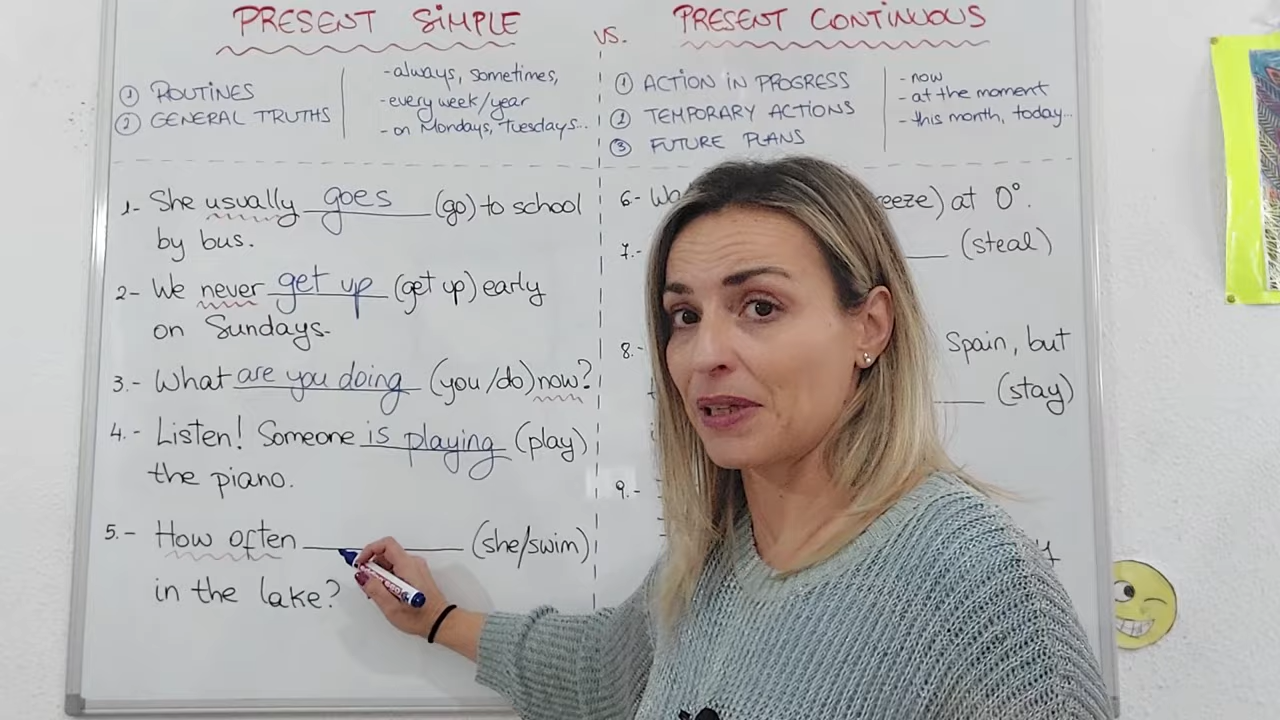 PRESENT SIMPLE
vs.
PRESENT CONTINUOUS
① ROUTINES
② GENERAL TRUTHS
- always, sometimes,
- every week/year
- on Mondays, Tuesdays...
① ACTION IN PROGRESS
② TEMPORARY ACTIONS
③ FUTURE PLANS
- now
- at the moment
- this month, today...
1- She usually goes (go) to school
by bus.
2- We never get up (get up) early
on Sundays.
3.- What are you doing (you/do) now?
4.- Listen! Someone is playing (play)
the piano.
5.- How often ________ (she/swim)
in the lake?
6.- at 0°.
7.- ____ (steal)
8.- Spain, but
____ (stay)
9.-